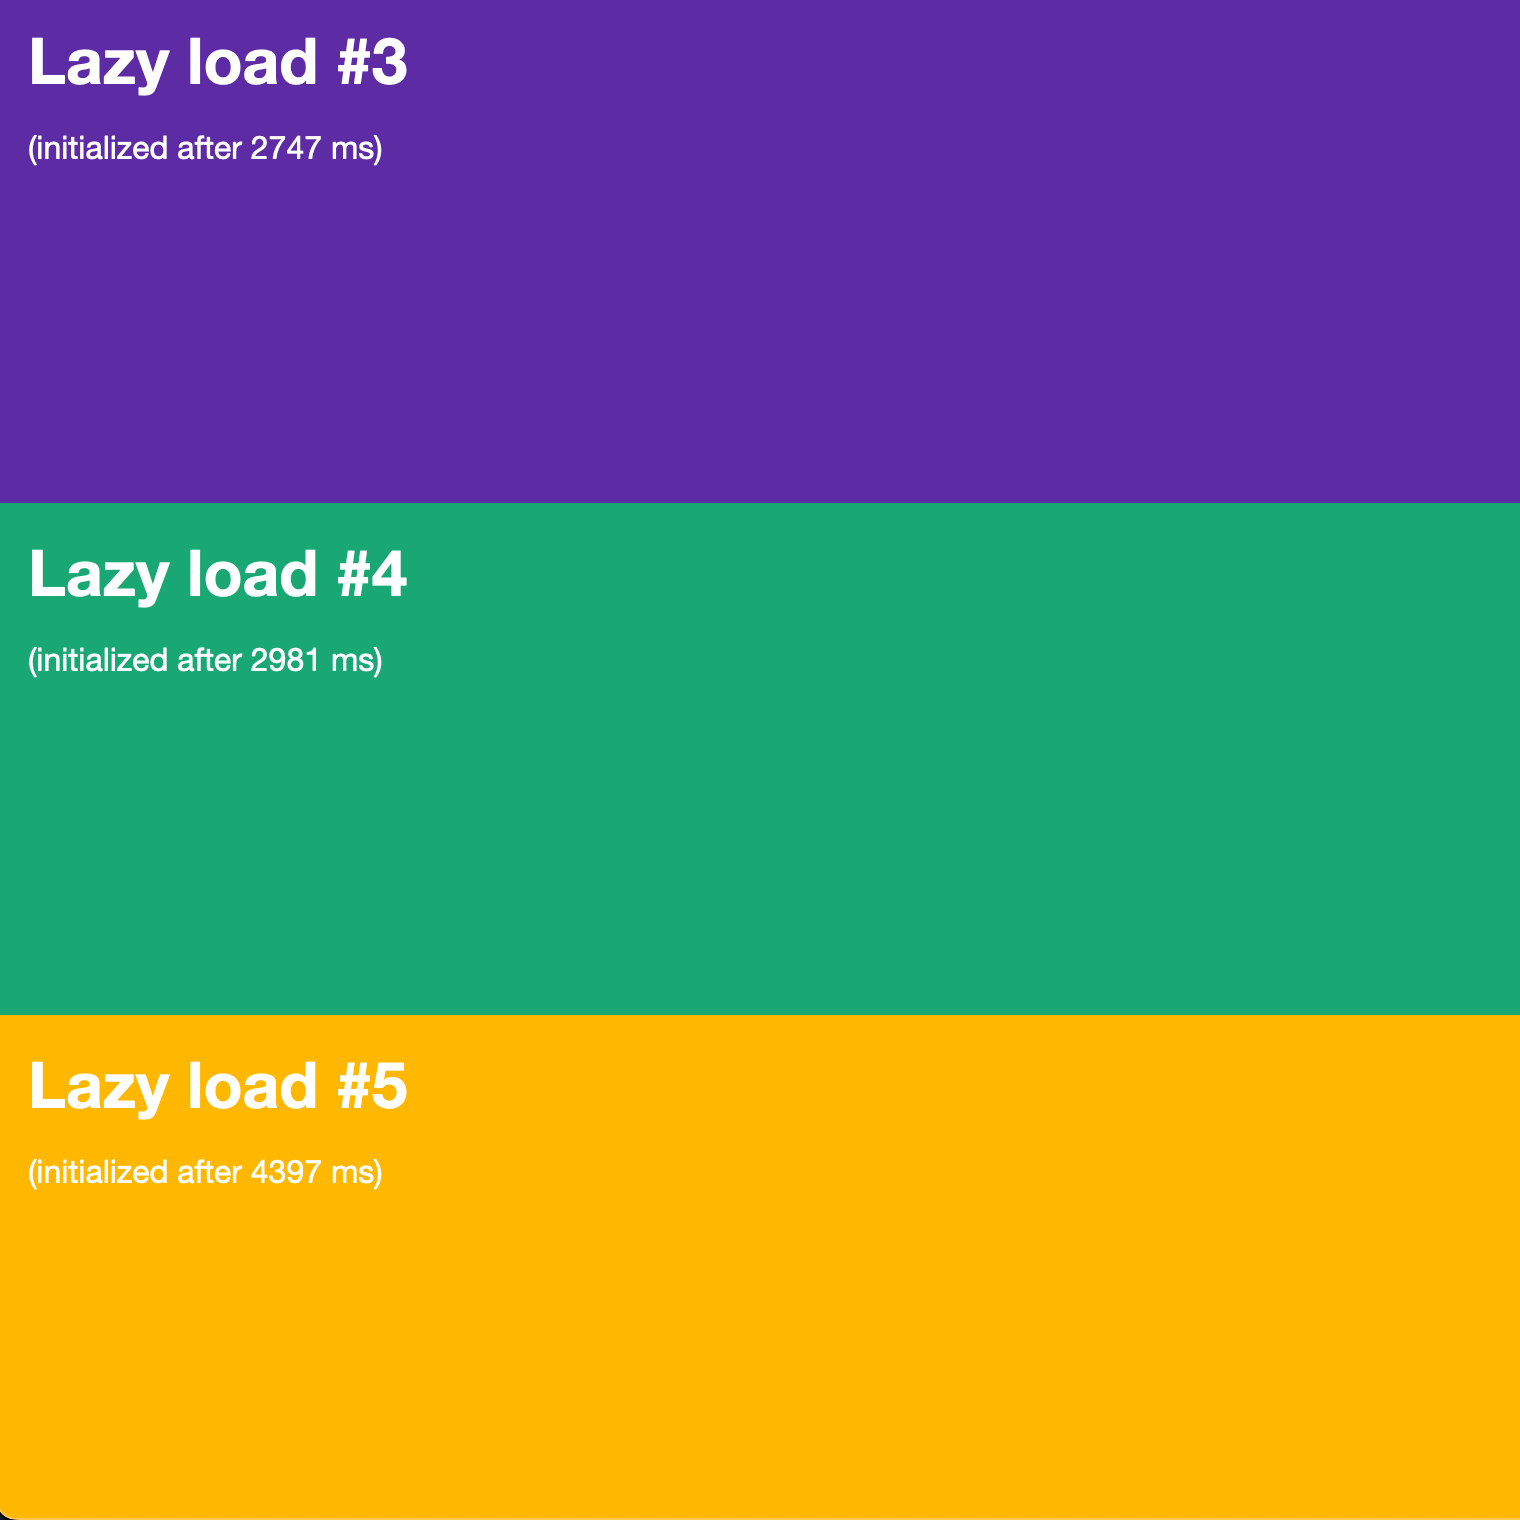 Lazy load #3
(initialized after 2747 ms)
Lazy load #4
(initialized after 2981 ms)
Lazy load #5
(initialized after 4397 ms)